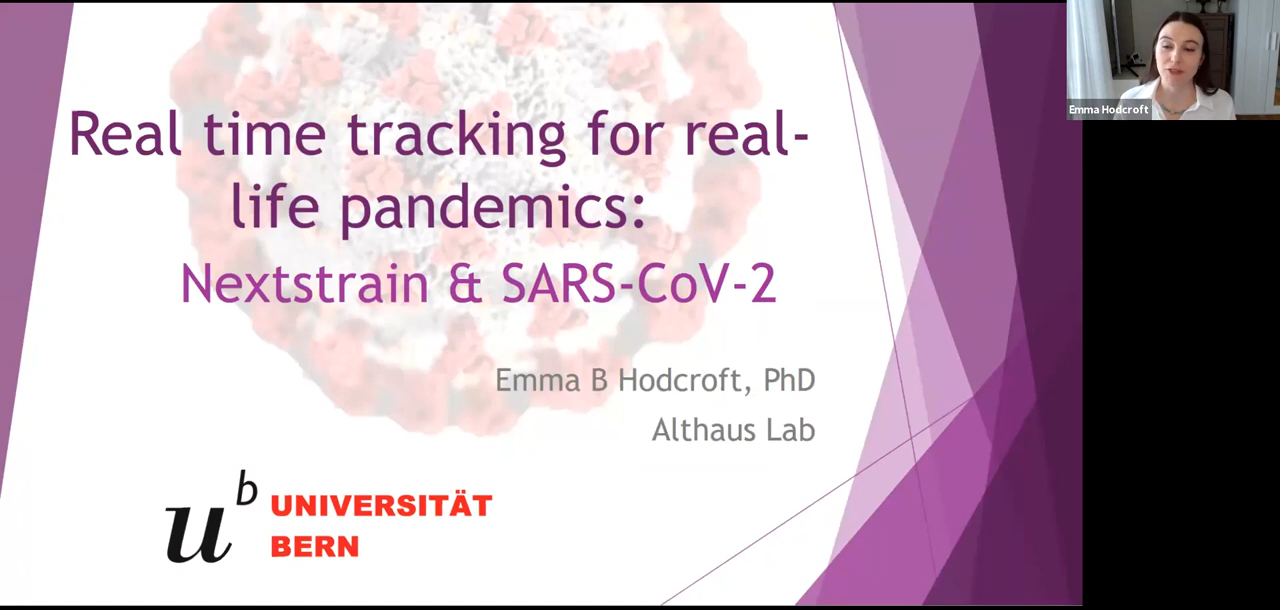 Real time tracking for real-
life pandemics:
Nextstrain & SARS-CoV-2
Emma B Hodcroft, PhD
Althaus Lab
u b UNIVERSITÄT
BERN
Emma Hodcroft